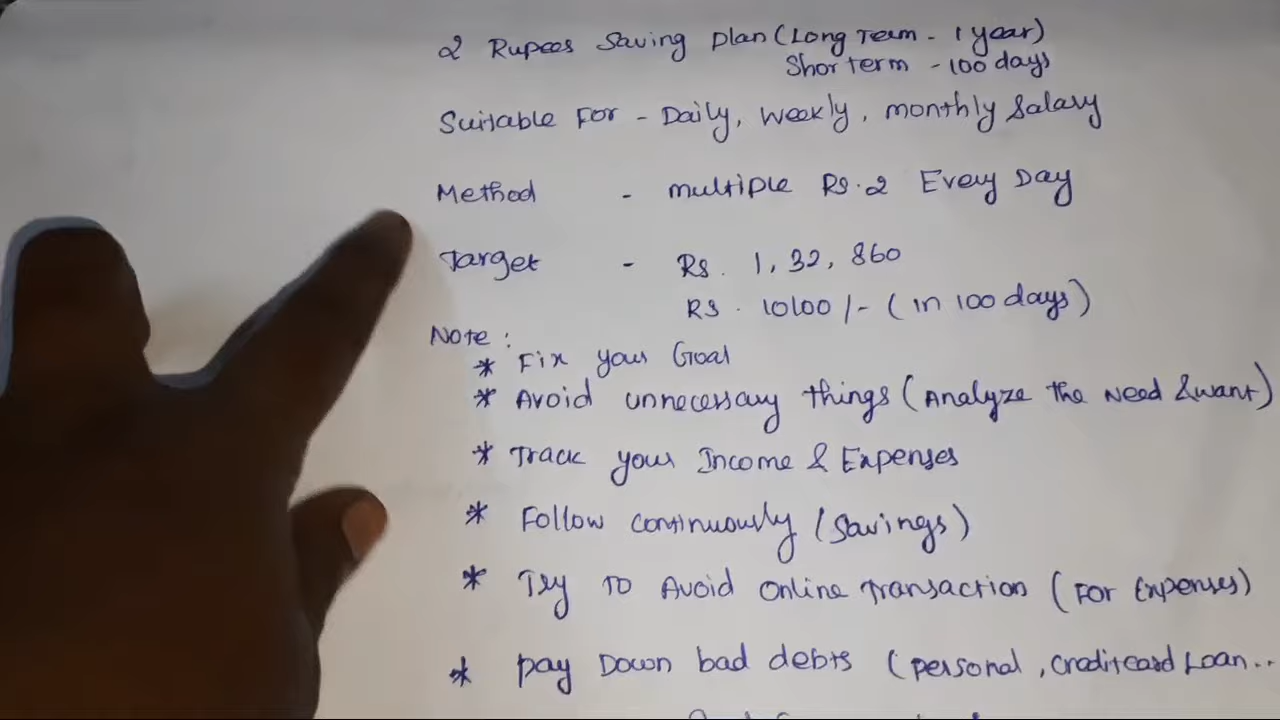 2 Rupees Saving Plan (Long Term - 1 year)
Short term - 100 days
Suitable For - Daily, Weekly, monthly Salary
Method - multiple Rs.2 Every Day
Target - Rs. 1,32,860
Rs. 10100/- (in 100 days)
Note:
* Fix your Goal
* Avoid unnecessary things (Analyze the Need & want)
* Track your Income & Expenses
* Follow continuously (Savings)
* Try To Avoid Online Transaction (For Expenses)
* Pay Down bad debts (Personal, Creditcard Loan..